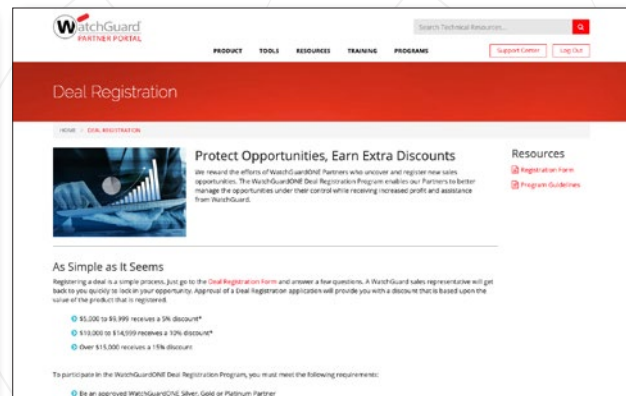 WatchGuard
PARTNER PORTAL
Search Technical Resources...
PRODUCT TOOLS RESOURCES TRAINING PROGRAMS
Support Center Log Out
Deal Registration
HOME / DEAL REGISTRATION
Protect Opportunities, Earn Extra Discounts
We reward the efforts of WatchGuardONE Partners who uncover and register new sales
opportunities. The WatchGuardONE Deal Registration Program enables our Partners to better
manage the opportunities under their control while receiving increased profit and assistance
from WatchGuard.
Resources
Registration Form
Program Guidelines
As Simple as It Seems
Registering a deal is a simple process. Just go to the Deal Registration Form and answer a few questions. A WatchGuard sales representative will get
back to you quickly to lock in your opportunity. Approval of a Deal Registration application will provide you with a discount that is based upon the
value of the product that is registered.
$5,000 to $9,999 receives a 5% discount*
$10,000 to $14,999 receives a 10% discount*
Over $15,000 receives a 15% discount
To participate in the WatchGuardONE Deal Registration Program, you must meet the following requirements:
Be an approved WatchGuardONE Silver, Gold or Platinum Partner